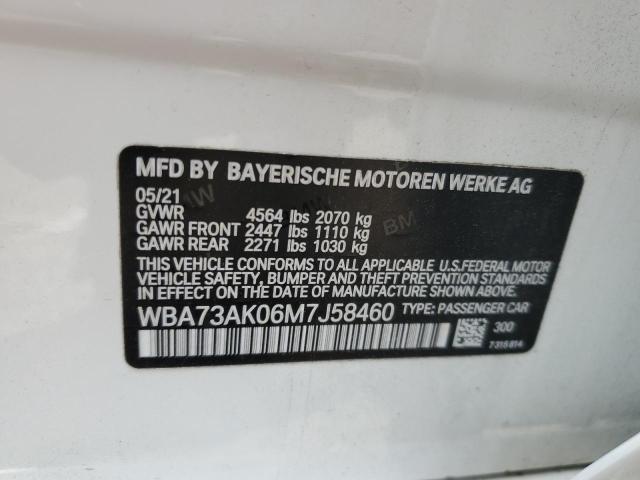 MFD BY BAYERISCHE MOTOREN WERKE AG
05/21
GVWR 4564 lbs 2070 kg
GAWR FRONT 2447 lbs 1110 kg
GAWR REAR 2271 lbs 1030 kg
THIS VEHICLE CONFORMS TO ALL APPLICABLE U.S.FEDERAL MOTOR
VEHICLE SAFETY, BUMPER AND THEFT PREVENTION STANDARDS
IN EFFECT ON THE DATE OF MANUFACTURE SHOWN ABOVE.
WBA73AK06M7J58460 TYPE: PASSENGER CAR
300
7315814